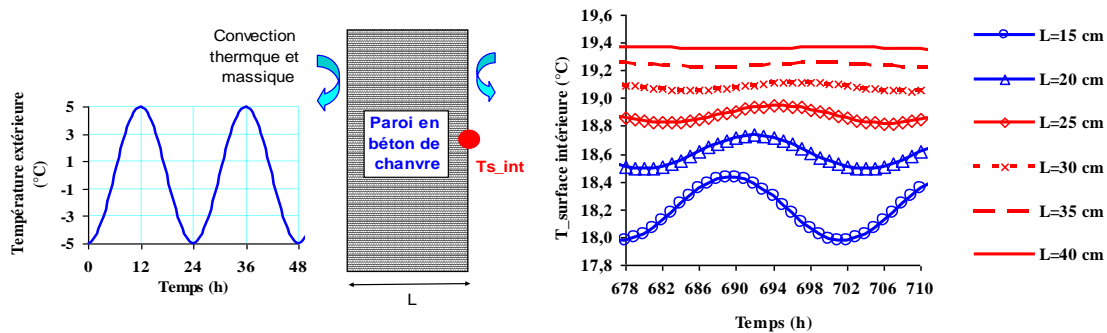 Convection
thermque et
massique
Température extérieure
(°C)
5
3
1
-1
-3
-5
0
12
24
36
48
Temps (h)
Paroi en
béton de
chanvre
Ts_int
L
T_surface intérieure (°C)
19,6
19,4
19,2
19,0
18,8
18,6
18,4
18,2
18,0
17,8
678
682
686
690
694
698
702
706
710
Temps (h)
L=15 cm
L=20 cm
L=25 cm
L=30 cm
L=35 cm
L=40 cm